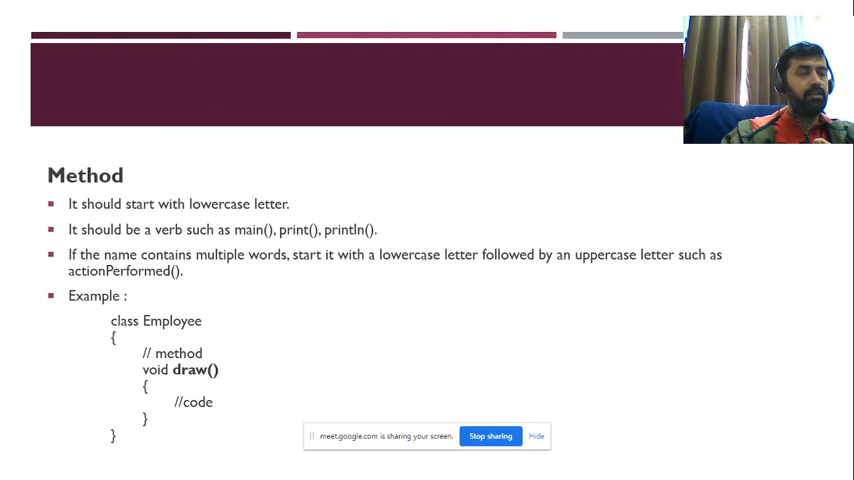 Method
It should start with lowercase letter.
It should be a verb such as main(), print(), println().
If the name contains multiple words, start it with a lowercase letter followed by an uppercase letter such as
actionPerformed().
Example :
class Employee
{
// method
void draw()
{
//code
}
}
meet.google.com is sharing your screen. Stop sharing Hide